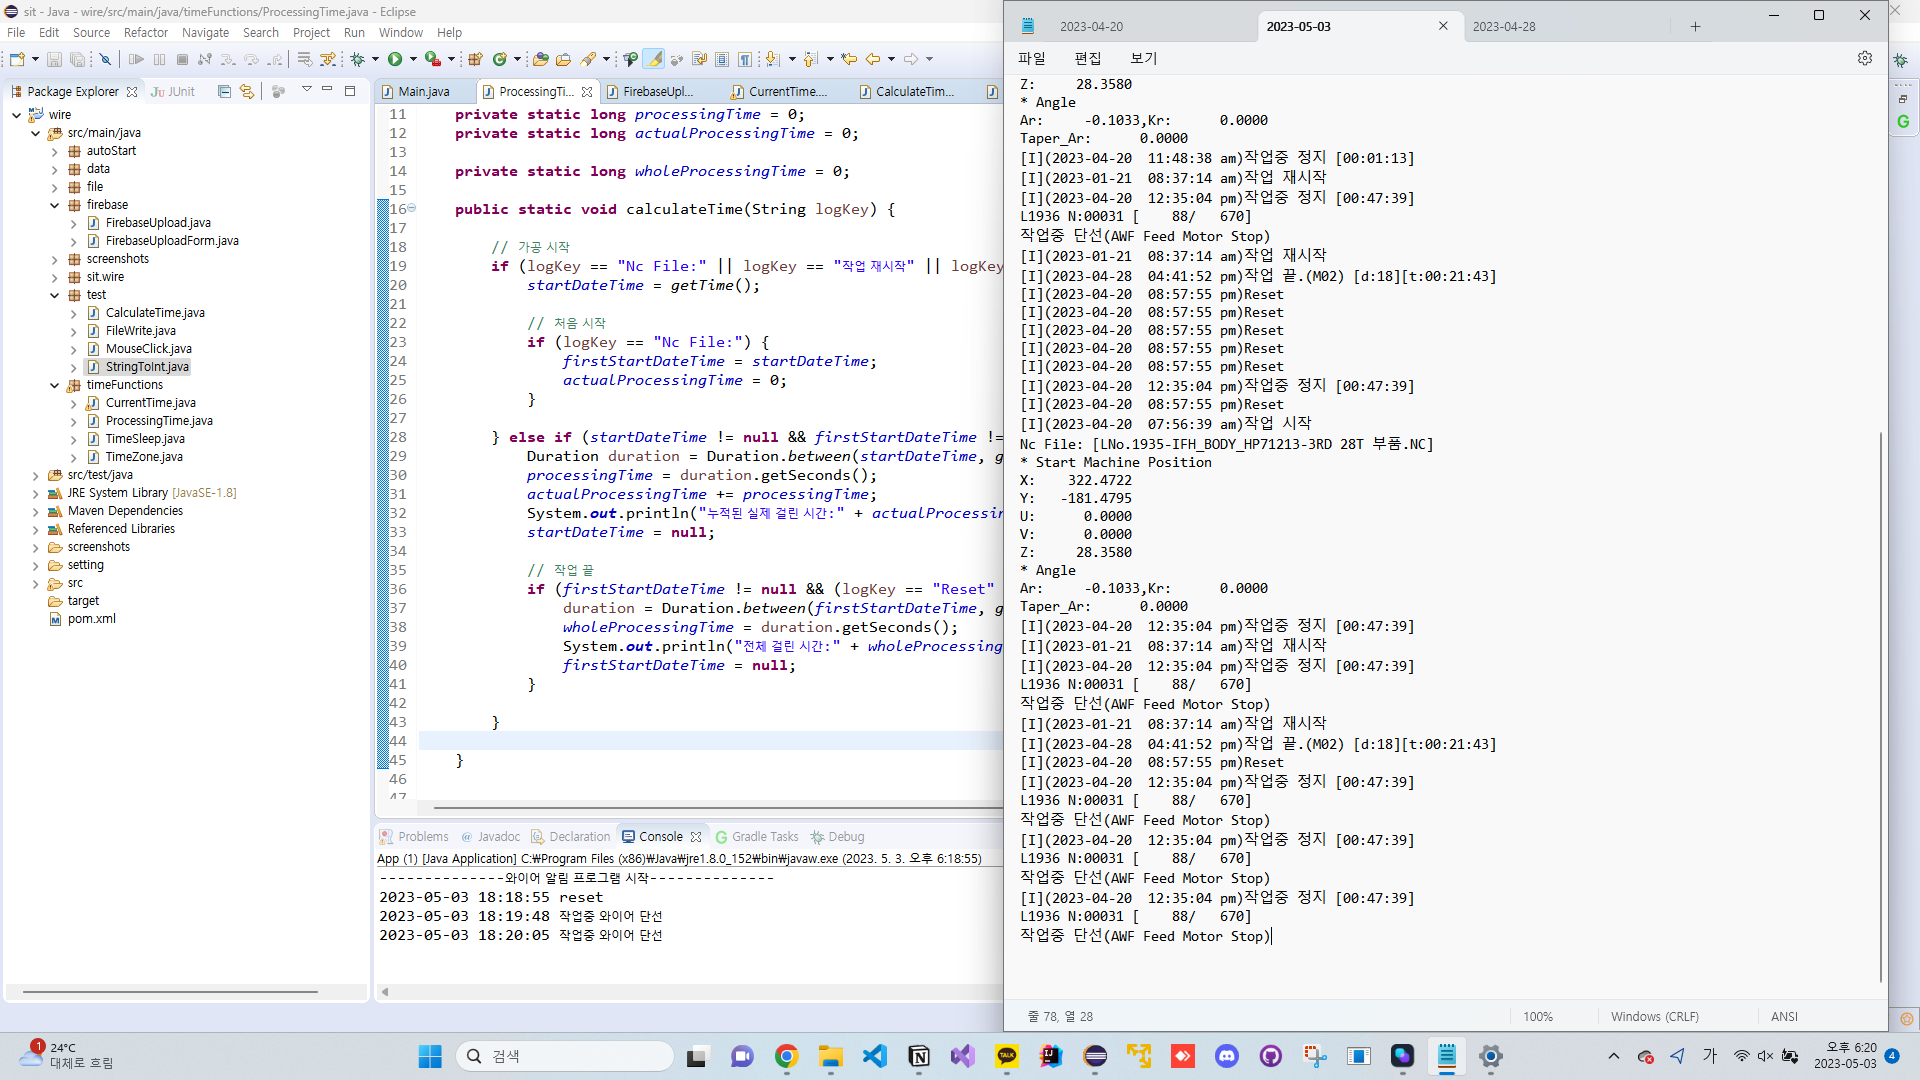 sit - Java - wire/src/main/java/timeFunctions/ProcessingTime.java - Eclipse
File Edit Source Refactor Navigate Search Project Run Window Help
Package Explorer JUnit
wire
src/main/java
autoStart
data
file
firebase
FirebaseUpload.java
FirebaseUploadForm.java
screenshots
sit.wire
test
CalculateTime.java
FileWrite.java
MouseClick.java
StringToInt.java
timeFunctions
CurrentTime.java
ProcessingTime.java
TimeSleep.java
TimeZone.java
src/test/java
JRE System Library [JavaSE-1.8]
Maven Dependencies
Referenced Libraries
screenshots
setting
src
target
pom.xml
Main.java ProcessingTi... FirebaseUpl... CurrentTime.... CalculateTim...
11 private static long processingTime = 0;
12 private static long actualProcessingTime = 0;
13
14 private static long wholeProcessingTime = 0;
15
16 public static void calculateTime(String logKey) {
17
18 // 가공 시작
19 if (logKey == "Nc File:" || logKey == "작업 재시작" || logKey
20 startDateTime = getTime();
21
22 // 처음 시작
23 if (logKey == "Nc File:") {
24 firstStartDateTime = startDateTime;
25 actualProcessingTime = 0;
26 }
27
28 } else if (startDateTime != null && firstStartDateTime !=
29 Duration duration = Duration.between(startDateTime, g
30 processingTime = duration.getSeconds();
31 actualProcessingTime += processingTime;
32 System.out.println("누적된 실제 걸린 시간:" + actualProcessin
33 startDateTime = null;
34
35 // 작업 끝
36 if (firstStartDateTime != null && (logKey == "Reset"
37 duration = Duration.between(firstStartDateTime, g
38 wholeProcessingTime = duration.getSeconds();
39 System.out.println("전체 걸린 시간:" + wholeProcessing
40 firstStartDateTime = null;
41 }
42
43 }
44
45 }
46
47
Problems Javadoc Declaration Console Gradle Tasks Debug
App (1) [Java Application] C:₩Program Files (x86)₩Java₩jre1.8.0_152₩bin₩javaw.exe (2023. 5. 3. 오후 6:18:55)
--------------와이어 알림 프로그램 시작--------------
2023-05-03 18:18:55 reset
2023-05-03 18:19:48 작업중 와이어 단선
2023-05-03 18:20:05 작업중 와이어 단선
2023-04-20 2023-05-03 2023-04-28
파일 편집 보기
Z: 28.3580
* Angle
Ar: -0.1033,Kr: 0.0000
Taper_Ar: 0.0000
[I](2023-04-20 11:48:38 am)작업중 정지 [00:01:13]
[I](2023-01-21 08:37:14 am)작업 재시작
[I](2023-04-20 12:35:04 pm)작업중 정지 [00:47:39]
L1936 N:00031 [ 88/ 670]
작업중 단선(AWF Feed Motor Stop)
[I](2023-01-21 08:37:14 am)작업 재시작
[I](2023-04-28 04:41:52 pm)작업 끝.(M02) [d:18][t:00:21:43]
[I](2023-04-20 08:57:55 pm)Reset
[I](2023-04-20 08:57:55 pm)Reset
[I](2023-04-20 08:57:55 pm)Reset
[I](2023-04-20 08:57:55 pm)Reset
[I](2023-04-20 08:57:55 pm)Reset
[I](2023-04-20 12:35:04 pm)작업중 정지 [00:47:39]
[I](2023-04-20 08:57:55 pm)Reset
[I](2023-04-20 07:56:39 am)작업 시작
Nc File: [LNo.1935-IFH_BODY_HP71213-3RD 28T 부품.NC]
* Start Machine Position
X: 322.4722
Y: -181.4795
U: 0.0000
V: 0.0000
Z: 28.3580
* Angle
Ar: -0.1033,Kr: 0.0000
Taper_Ar: 0.0000
[I](2023-04-20 12:35:04 pm)작업중 정지 [00:47:39]
[I](2023-01-21 08:37:14 am)작업 재시작
[I](2023-04-20 12:35:04 pm)작업중 정지 [00:47:39]
L1936 N:00031 [ 88/ 670]
작업중 단선(AWF Feed Motor Stop)
[I](2023-01-21 08:37:14 am)작업 재시작
[I](2023-04-28 04:41:52 pm)작업 끝.(M02) [d:18][t:00:21:43]
[I](2023-04-20 08:57:55 pm)Reset
[I](2023-04-20 12:35:04 pm)작업중 정지 [00:47:39]
L1936 N:00031 [ 88/ 670]
작업중 단선(AWF Feed Motor Stop)
[I](2023-04-20 12:35:04 pm)작업중 정지 [00:47:39]
L1936 N:00031 [ 88/ 670]
작업중 단선(AWF Feed Motor Stop)
[I](2023-04-20 12:35:04 pm)작업중 정지 [00:47:39]
L1936 N:00031 [ 88/ 670]
작업중 단선(AWF Feed Motor Stop)
줄 78, 열 28 100% Windows (CRLF) ANSI
1 24°C
대체로 흐림
검색
TALK
가
오후 6:20
2023-05-03
4